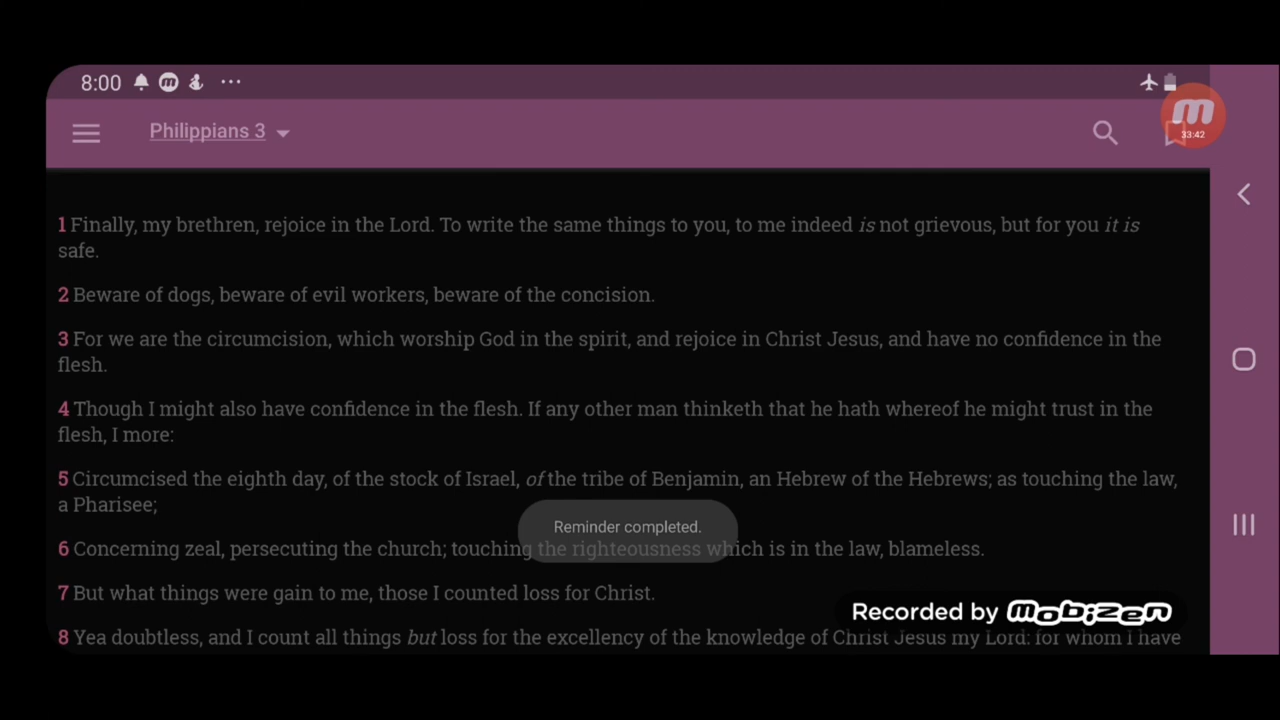 8:00
Philippians 3
33:42
1 Finally, my brethren, rejoice in the Lord. To write the same things to you, to me indeed is not grievous, but for you it is
safe.
2 Beware of dogs, beware of evil workers, beware of the concision.
3 For we are the circumcision, which worship God in the spirit, and rejoice in Christ Jesus, and have no confidence in the
flesh.
4 Though I might also have confidence in the flesh. If any other man thinketh that he hath whereof he might trust in the
flesh, I more:
5 Circumcised the eighth day, of the stock of Israel, of the tribe of Benjamin, an Hebrew of the Hebrews; as touching the law,
a Pharisee;
Reminder completed.
6 Concerning zeal, persecuting the church; touching the righteousness which is in the law, blameless.
7 But what things were gain to me, those I counted loss for Christ.
Recorded by mobizen
8 Yea doubtless, and I count all things but loss for the excellency of the knowledge of Christ Jesus my Lord: for whom I have